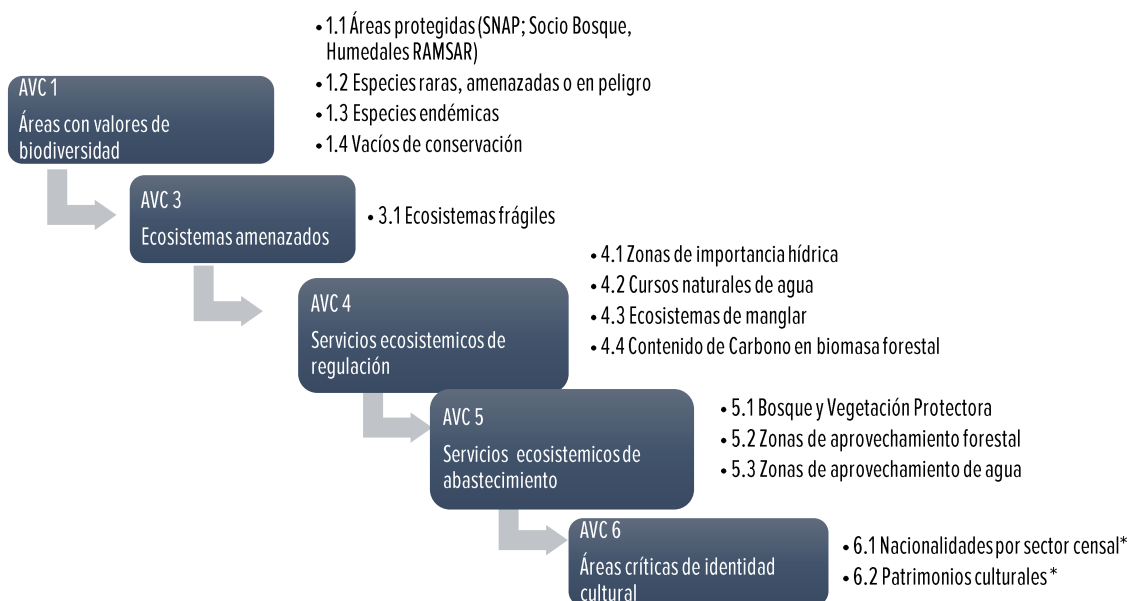 • 1.1 Áreas protegidas (SNAP; Socio Bosque,
Humedales RAMSAR)
• 1.2 Especies raras, amenazadas o en peligro
• 1.3 Especies endémicas
• 1.4 Vacíos de conservación
AVC 1
Áreas con valores de
biodiversidad
AVC 3
Ecosistemas amenazados
• 3.1 Ecosistemas frágiles
• 4.1 Zonas de importancia hídrica
• 4.2 Cursos naturales de agua
• 4.3 Ecosistemas de manglar
• 4.4 Contenido de Carbono en biomasa forestal
AVC 4
Servicios ecosistemicos de
regulación
AVC 5
Servicios ecosistemicos de
abastecimiento
• 5.1 Bosque y Vegetación Protectora
• 5.2 Zonas de aprovechamiento forestal
• 5.3 Zonas de aprovechamiento de agua
AVC 6
Áreas críticas de identidad
cultural
• 6.1 Nacionalidades por sector censal*
• 6.2 Patrimonios culturales *